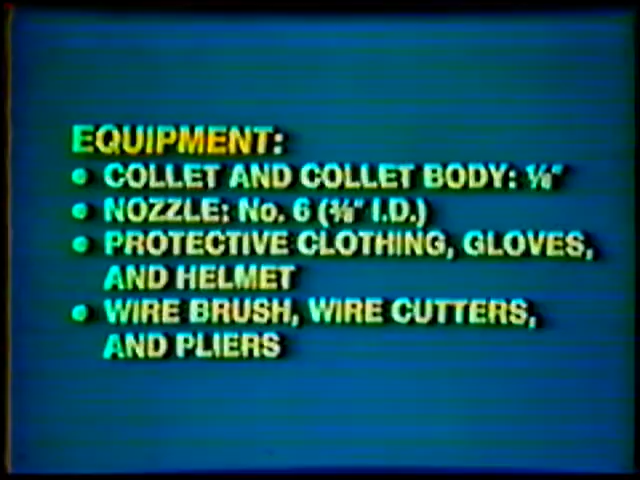 EQUIPMENT:
• COLLET AND COLLET BODY: ⅛"
• NOZZLE: No. 6 (⅜" I.D.)
• PROTECTIVE CLOTHING, GLOVES,
AND HELMET
• WIRE BRUSH, WIRE CUTTERS,
AND PLIERS